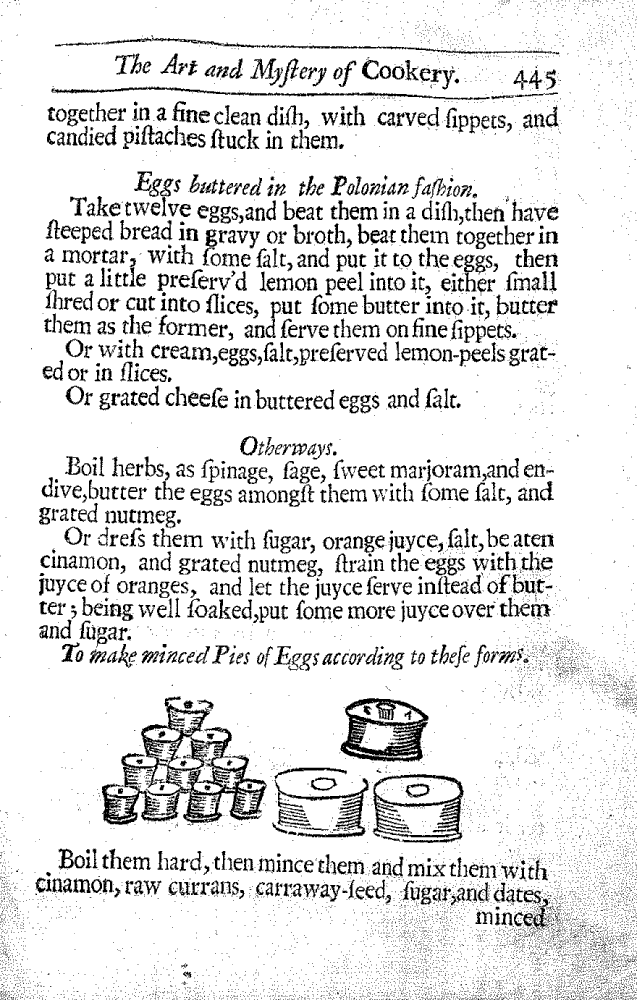 The Art and Myſtery of Cookery. 445
together in a fine clean diſh, with carved ſippets, and
candied piſtaches ſtuck in them.
Eggs buttered in the Polonian faſhion.
Take twelve eggs,and beat them in a diſh,then have
ſteeped bread in gravy or broth, beat them together in
a mortar, with ſome ſalt, and put it to the eggs, then
put a little preſerv'd lemon peel into it, either ſmall
ſhred or cut into ſlices, put ſome butter into it, butter
them as the former, and ſerve them on fine ſippets.
Or with cream,eggs,ſalt,preſerved lemon-peels grat-
ed or in ſlices.
Or grated cheeſe in buttered eggs and ſalt.
Otherways.
Boil herbs, as ſpinage, ſage, ſweet marjoram,and en-
dive,butter the eggs amongſt them with ſome ſalt, and
grated nutmeg.
Or dreſs them with ſugar, orange juyce, ſalt, be aten
cinamon, and grated nutmeg, ſtrain the eggs with the
juyce of oranges, and let the juyce ſerve inſtead of but-
ter; being well ſoaked,put ſome more juyce over them
and ſugar.
To make minced Pies of Eggs according to theſe forms.
Boil them hard, then mince them and mix them with
cinamon, raw currans, carraway-ſeed, ſugar,and dates,
minced